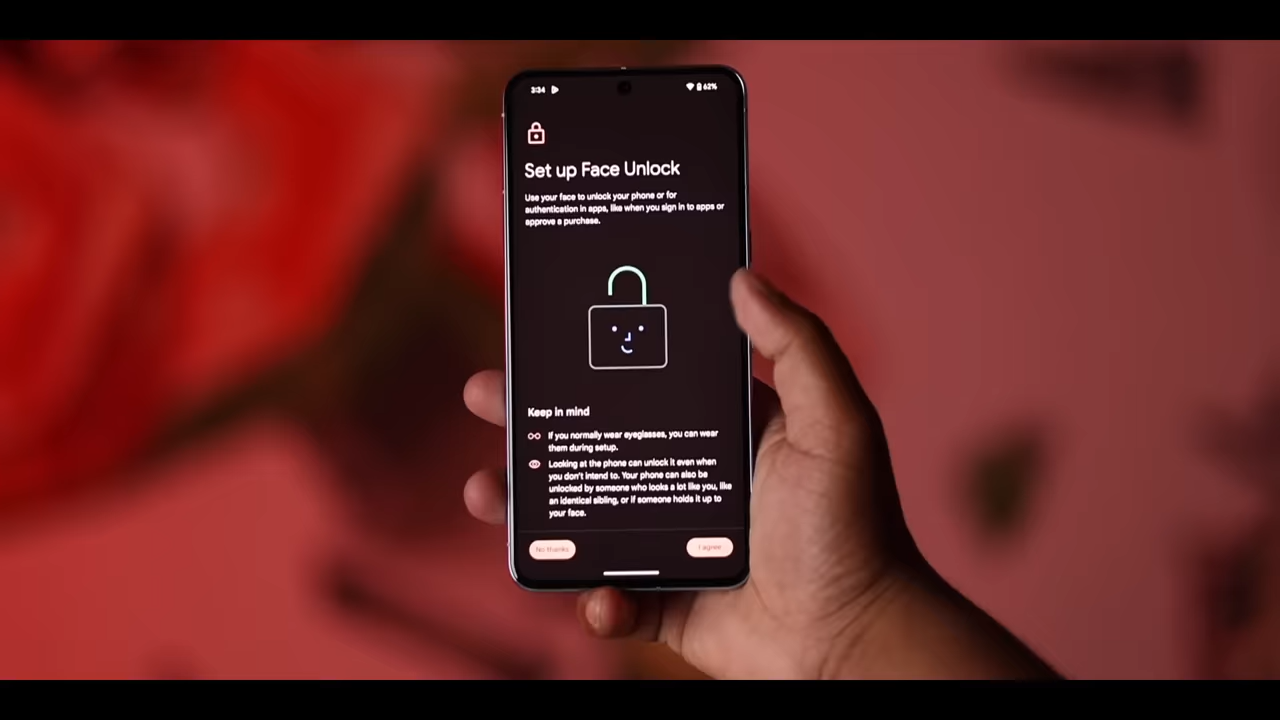 3:34
62%
Set up Face Unlock
Use your face to unlock your phone or for
authentication in apps, like when you sign in to apps or
approve a purchase.
Keep in mind
If you normally wear eyeglasses, you can wear
them during setup.
Looking at the phone can unlock it even when
you don't intend to. Your phone can also be
unlocked by someone who looks a lot like you, like
an identical sibling, or if someone holds it up to
your face.
No thanks
I agree